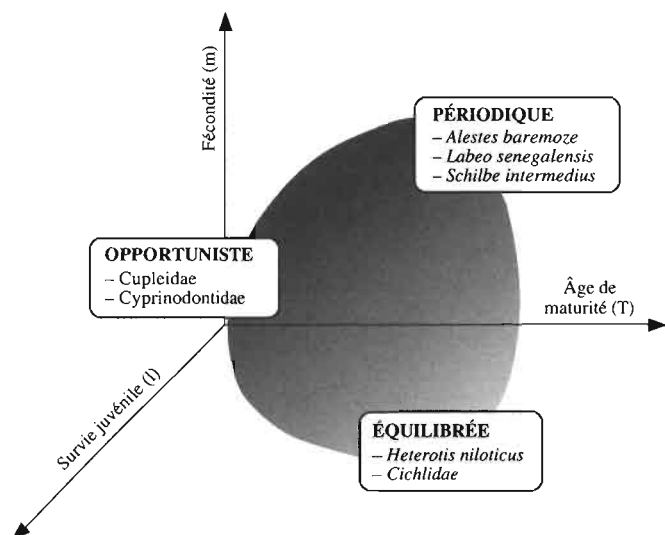 Fécondité (m)
PÉRIODIQUE
– Alestes baremoze
– Labeo senegalensis
– Schilbe intermedius
OPPORTUNISTE
– Cupleidae
– Cyprinodontidae
Âge de
maturité (T)
Survie juvénile (l)
ÉQUILIBRÉE
– Heterotis niloticus
– Cichlidae